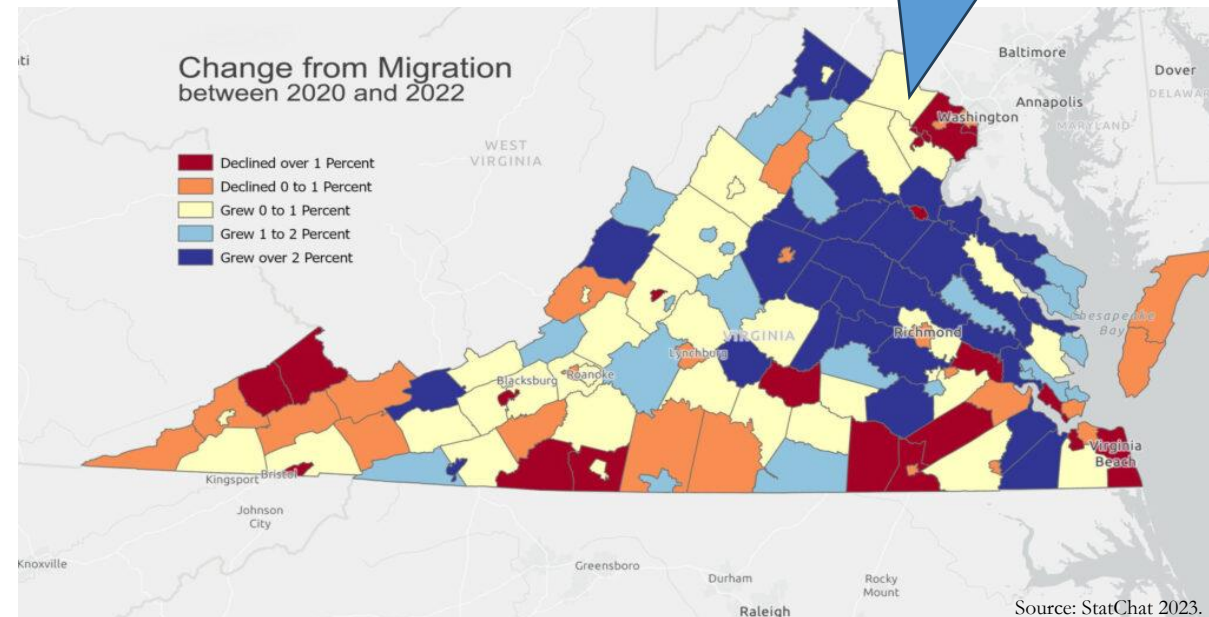 Change from Migration
between 2020 and 2022
Declined over 1 Percent
Declined 0 to 1 Percent
Grew 0 to 1 Percent
Grew 1 to 2 Percent
Grew over 2 Percent
ti
WEST
VIRGINIA
Baltimore
Dover
DELAWAR
Annapolis
Washington
MARYLAND
Chesapeake
Bay
Richmond
VIRGINIA
Lynchburg
Roanoke
Blacksburg
Virginia
Beach
Kingsport
Bristol
Johnson
City
Knoxville
Greensboro
Durham
Rocky
Mount
Raleigh
Source: StatChat 2023.